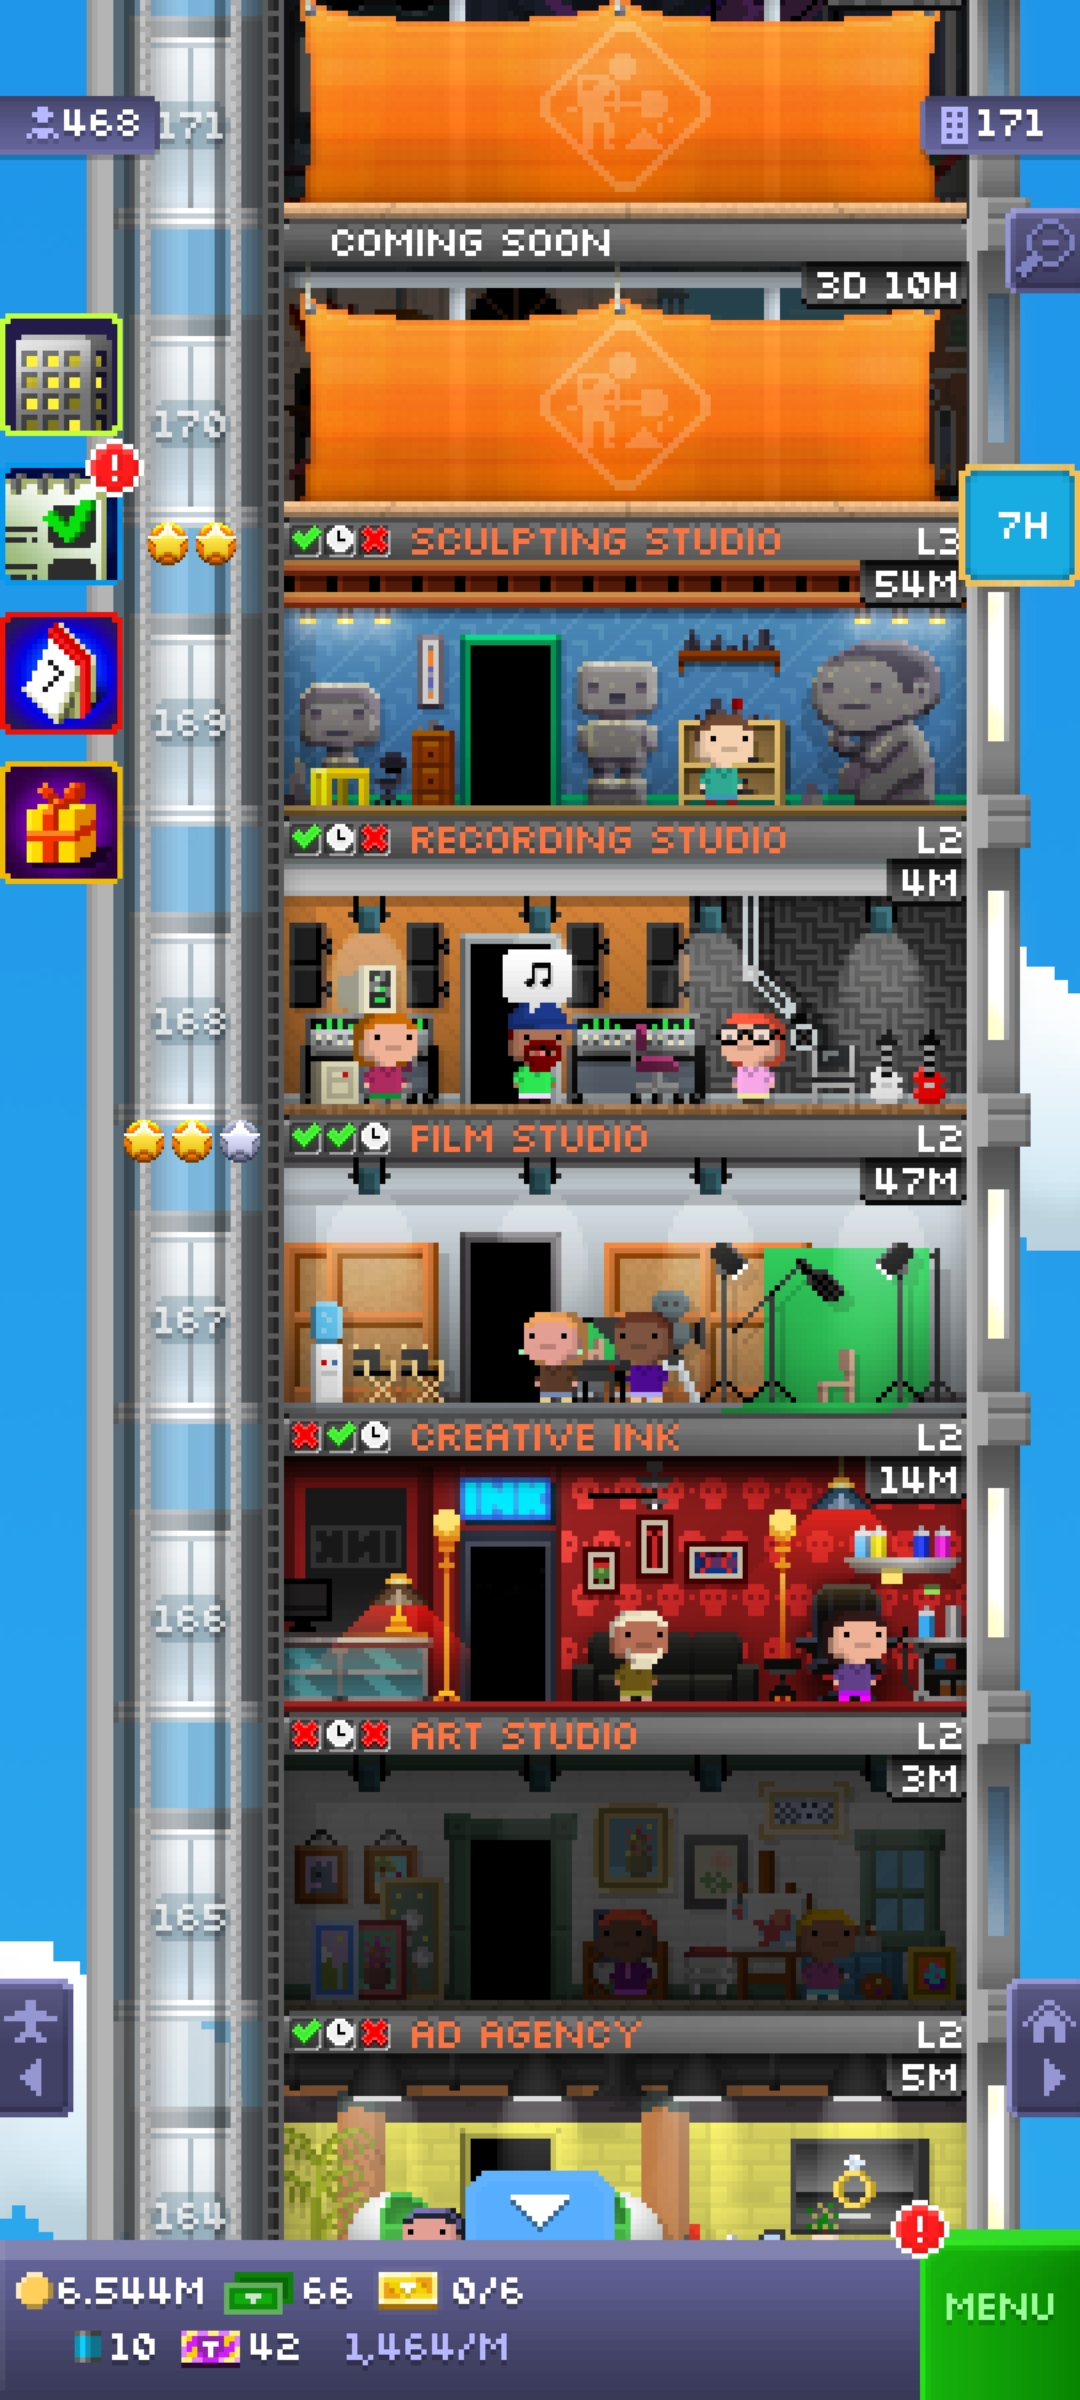 171
468
171
COMING SOON
3D 10H
170
7H
SCULPTING STUDIO L3
54M
169
RECORDING STUDIO L2
4M
168
FILM STUDIO L2
47M
167
CREATIVE INK L2
14M
INK
166
ART STUDIO L2
3M
165
AD AGENCY L2
5M
164
6.544M 66 0/6
MENU
10 T 42 1,464/M